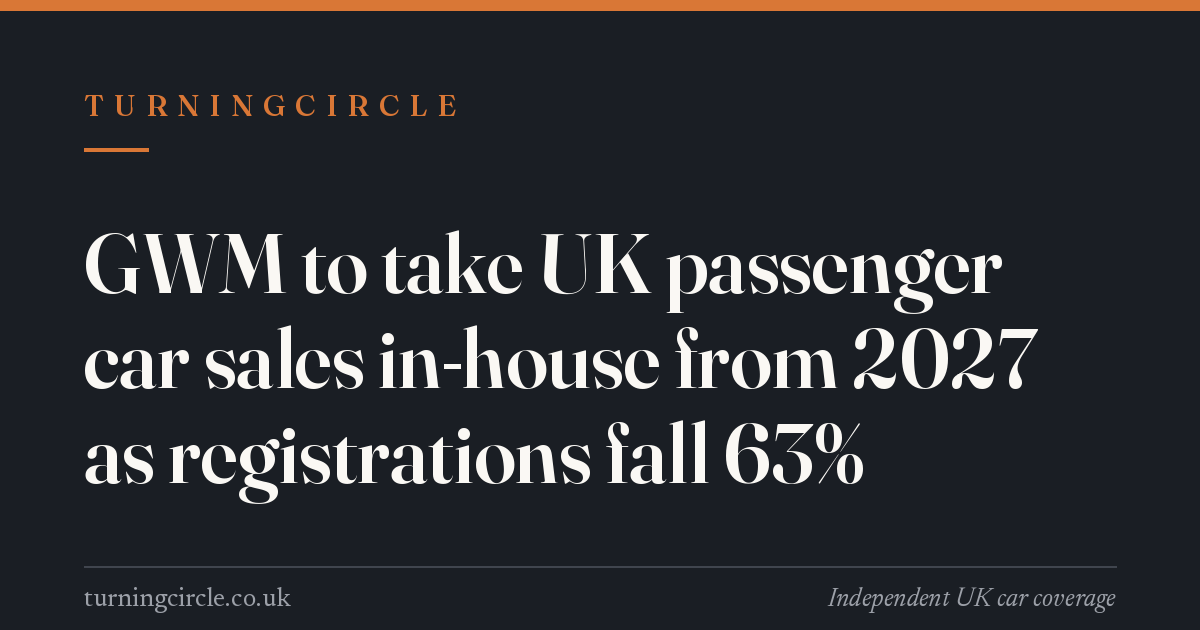 TURNINGCIRCLE
GWM to take UK passenger
car sales in-house from 2027
as registrations fall 63%
turningcircle.co.uk
Independent UK car coverage